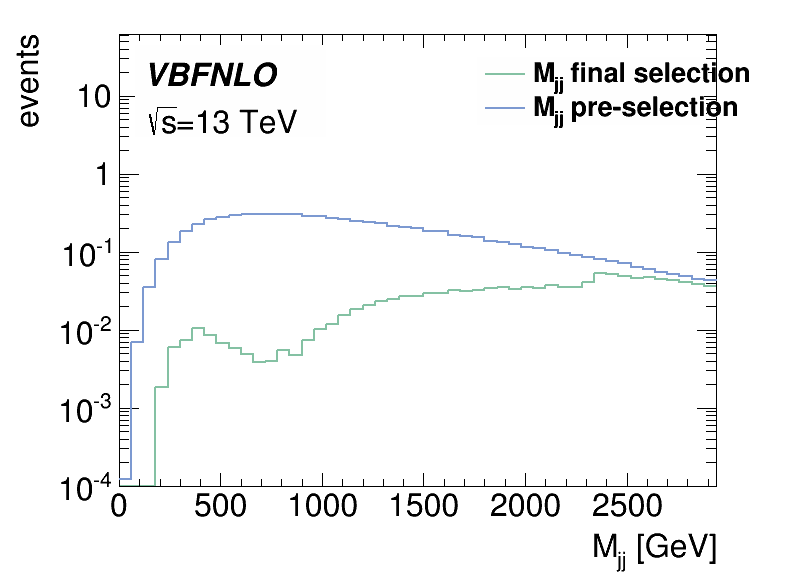 events
VBFNLO
√s=13 TeV
Mjj final selection
Mjj pre-selection
10
1
10-1
10-2
10-3
10-4
0 500 1000 1500 2000 2500
Mjj [GeV]